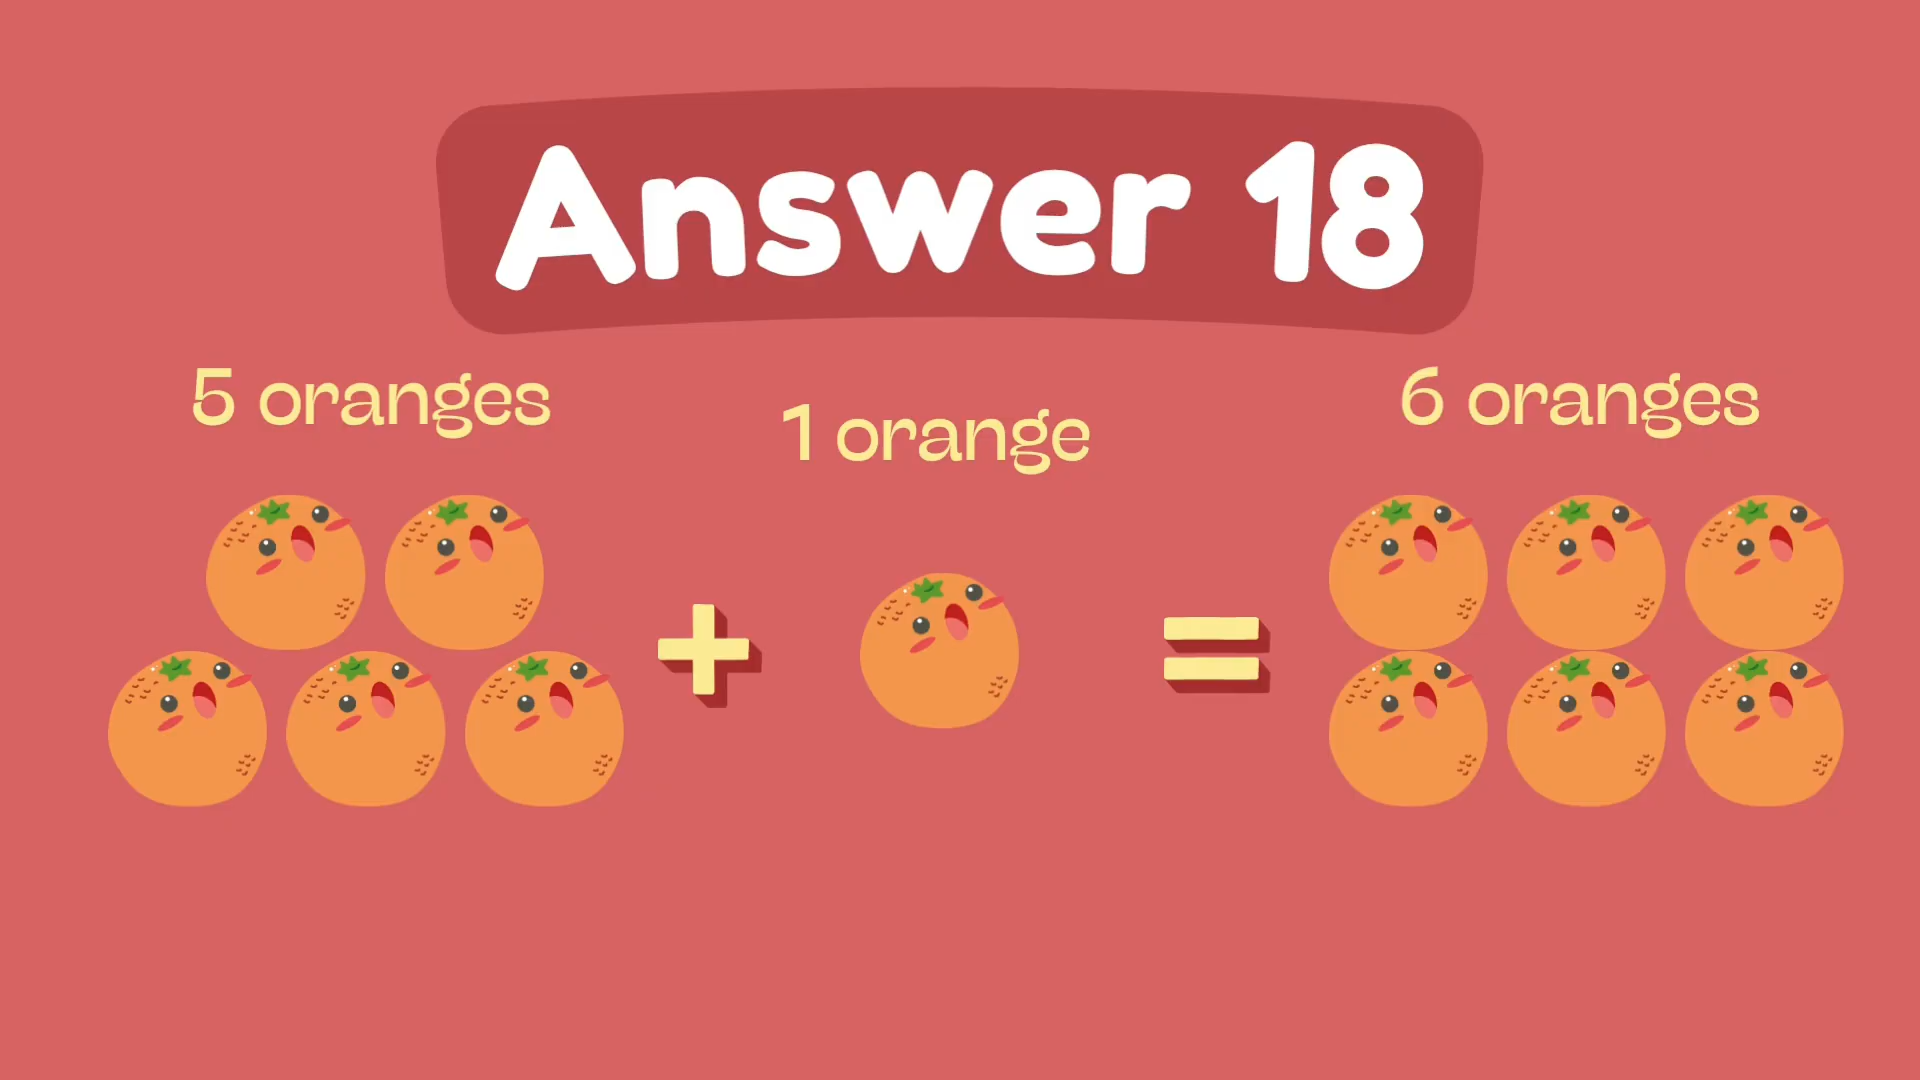 Answer 18
5 oranges
1 orange
6 oranges
+
=